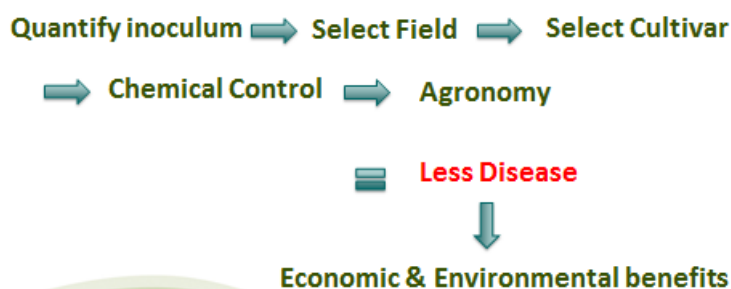 Quantify inoculum Select Field Select Cultivar
Chemical Control Agronomy
Less Disease
Economic & Environmental benefits